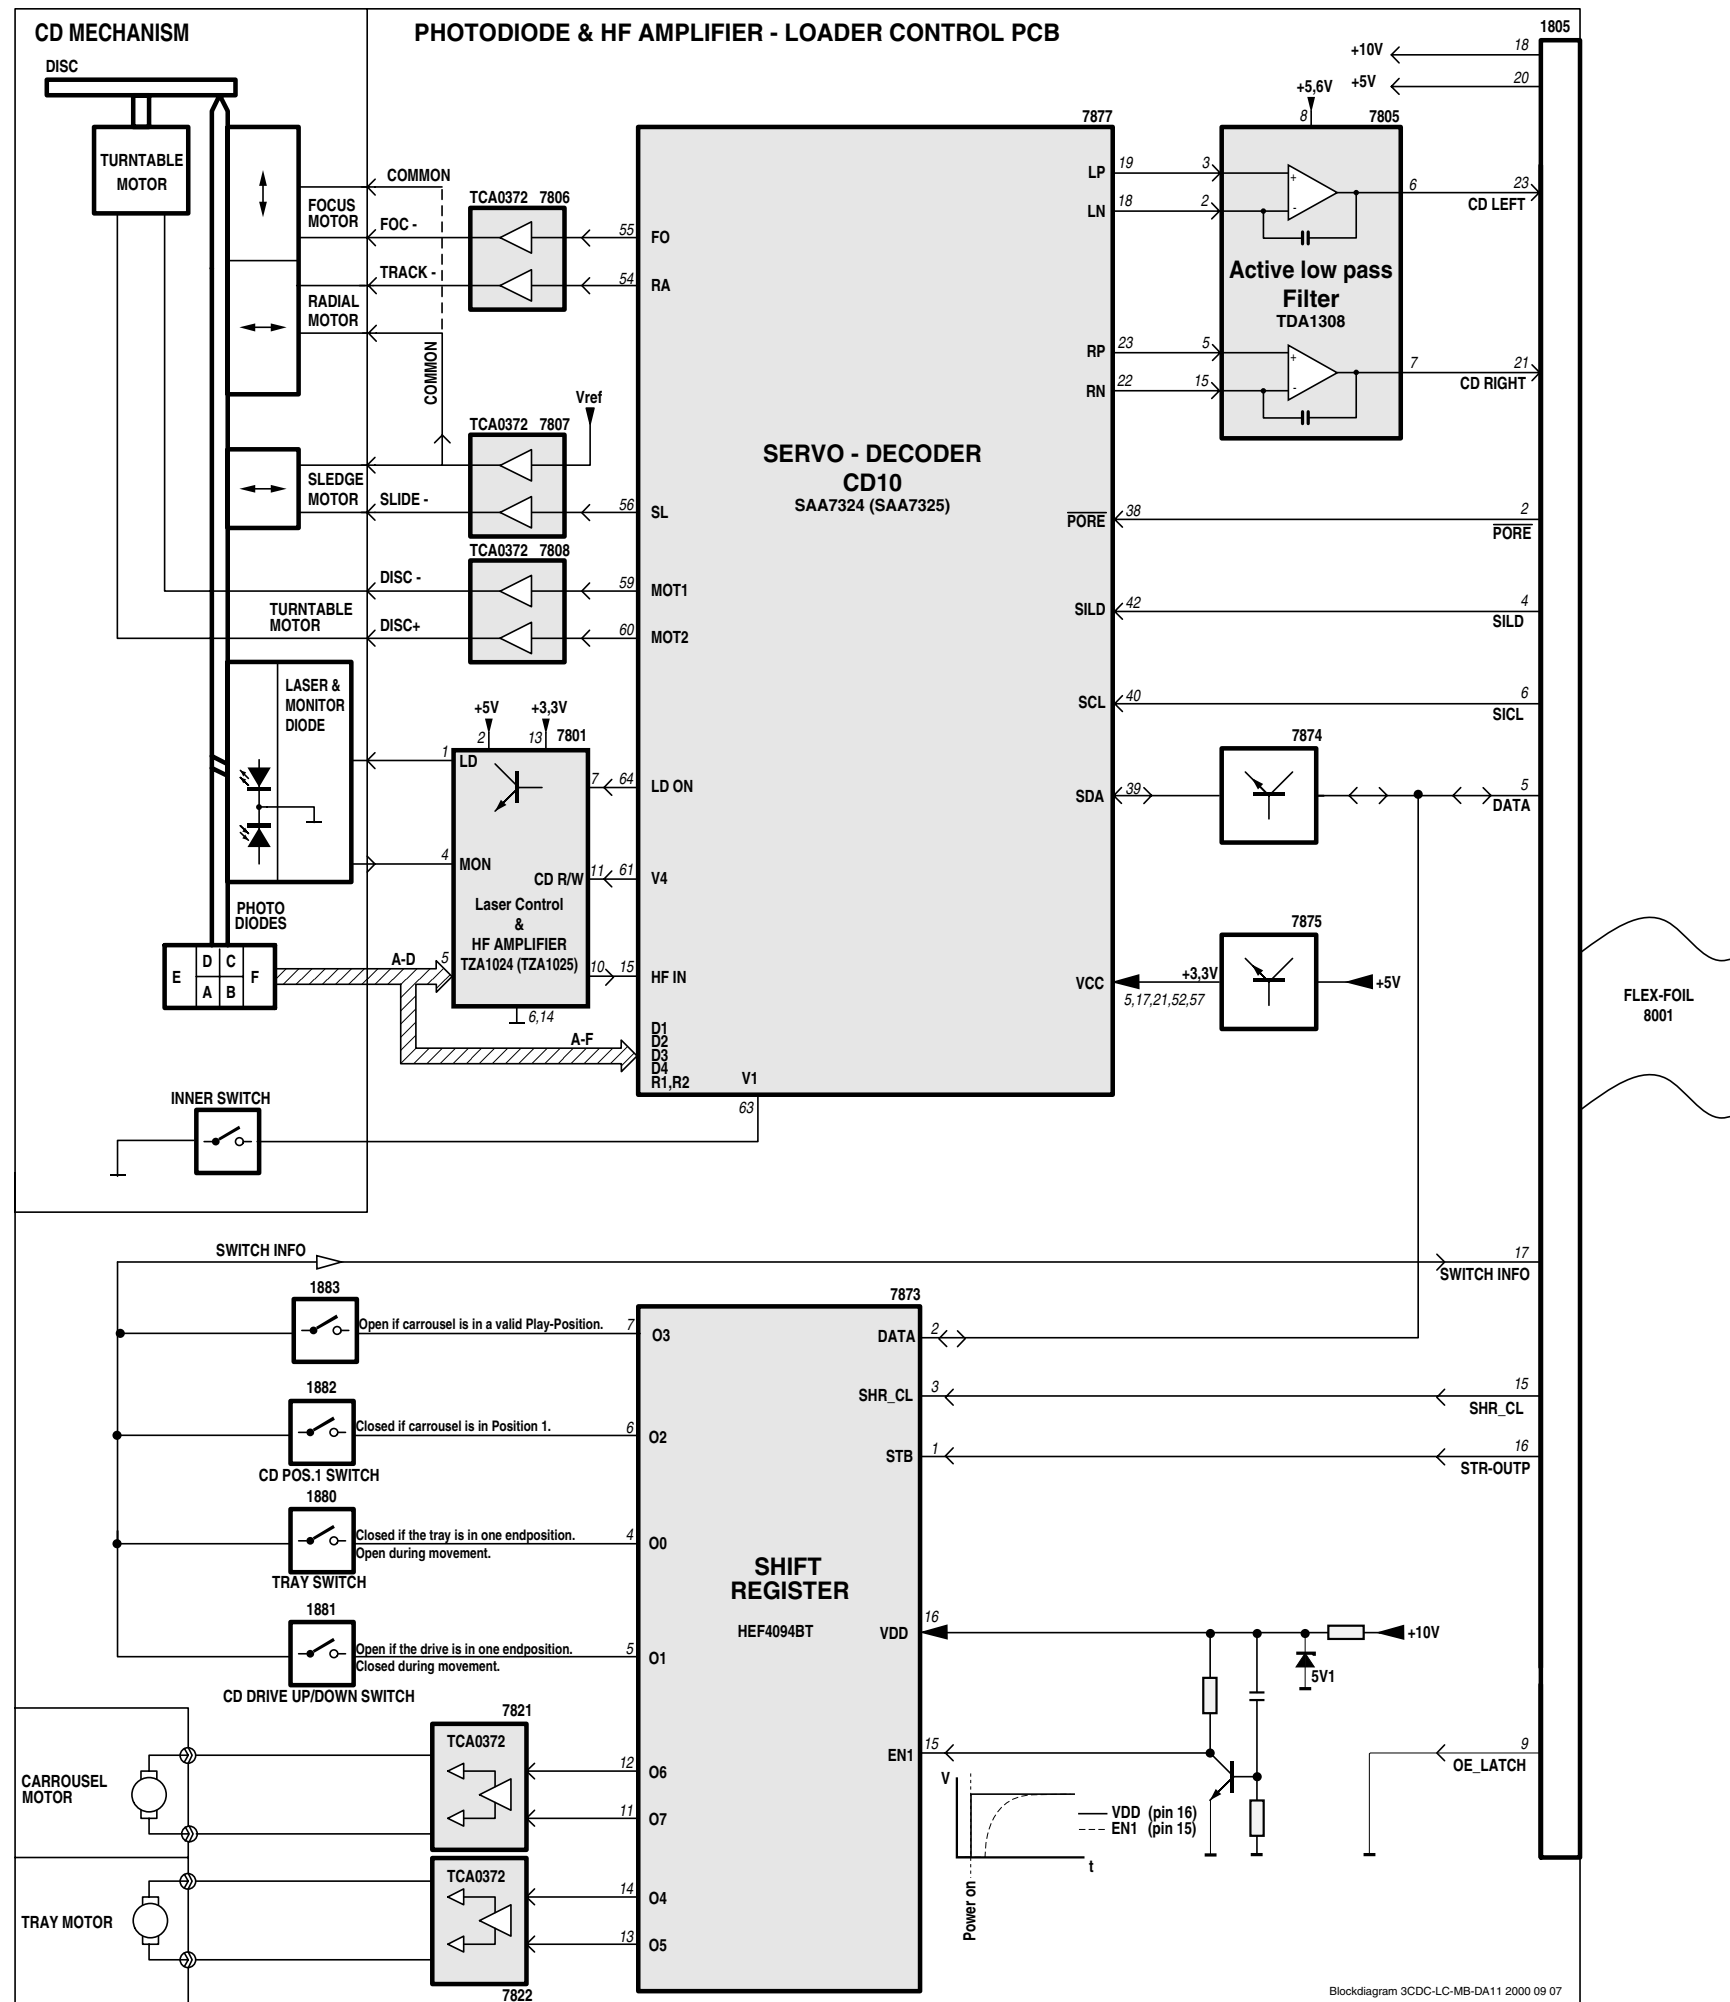 CD MECHANISM
PHOTODIODE & HF AMPLIFIER - LOADER CONTROL PCB
1805
DISC
+10V
18
+5V
20
+5,6V
8
7805
7877
TURNTABLE
MOTOR
COMMON
FOCUS
MOTOR
FOC -
TCA0372 7806
55
FO
TRACK -
54
RA
RADIAL
MOTOR
COMMON
LP
19
3
LN
18
2
6
23
CD LEFT
Active low pass
Filter
TDA1308
RP
23
5
RN
22
15
7
21
CD RIGHT
Vref
TCA0372 7807
SLEDGE
MOTOR
SLIDE -
56
SL
SERVO - DECODER
CD10
SAA7324 (SAA7325)
PORE
38
2
PORE
TCA0372 7808
DISC -
59
MOT1
TURNTABLE
MOTOR
DISC+
60
MOT2
SILD
42
4
SILD
LASER &
MONITOR
DIODE
+5V
2
+3,3V
13
7801
SCL
40
6
SICL
1
LD
7
64
LD ON
7874
SDA
39
5
DATA
4
MON
CD R/W
11
61
V4
Laser Control
&
HF AMPLIFIER
TZA1024 (TZA1025)
PHOTO
DIODES
E
D
C
F
A
B
A-D
5
10
15
HF IN
6,14
7875
VCC
+3,3V
5,17,21,52,57
+5V
FLEX-FOIL
8001
A-F
D1
D2
D3
D4
R1,R2
V1
63
INNER SWITCH
SWITCH INFO
17
SWITCH INFO
1883
Open if carrousel is in a valid Play-Position.
7
O3
7873
DATA
2
1882
Closed if carrousel is in Position 1.
6
O2
CD POS.1 SWITCH
SHR_CL
3
15
SHR_CL
STB
1
16
STR-OUTP
1880
Closed if the tray is in one endposition.
Open during movement.
4
O0
TRAY SWITCH
SHIFT
REGISTER
HEF4094BT
1881
Open if the drive is in one endposition.
Closed during movement.
5
O1
CD DRIVE UP/DOWN SWITCH
VDD
16
+10V
5V1
7821
TCA0372
CARROUSEL
MOTOR
12
O6
11
O7
EN1
15
9
OE_LATCH
V
VDD (pin 16)
EN1 (pin 15)
t
Power on
TCA0372
TRAY MOTOR
14
O4
13
O5
7822
Blockdiagram 3CDC-LC-MB-DA11 2000 09 07